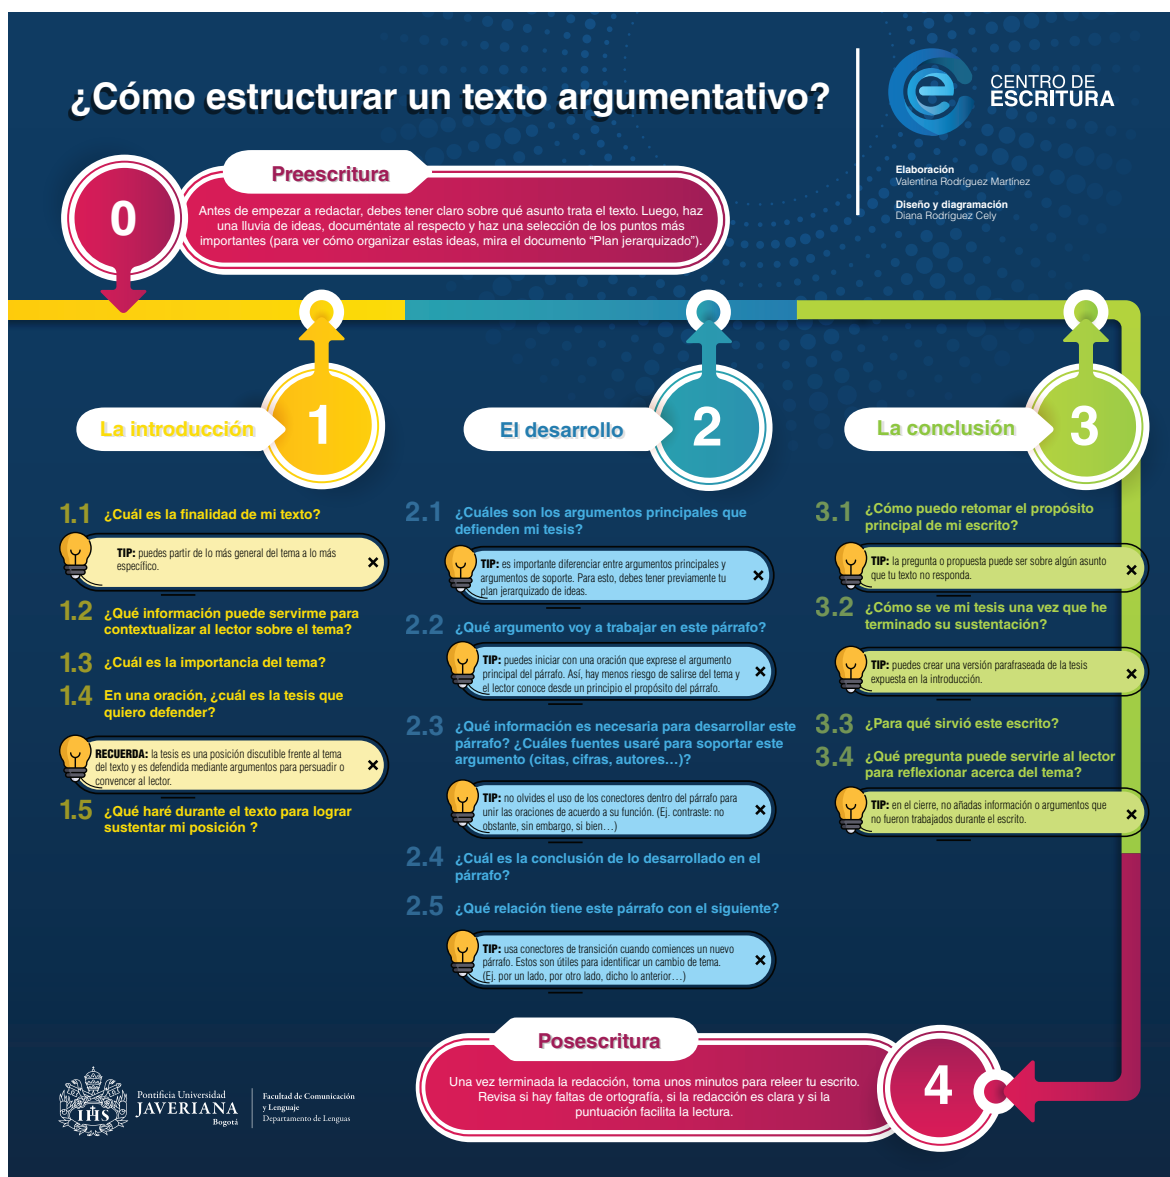 ¿Cómo estructurar un texto argumentativo?
CENTRO DE
ESCRITURA
Elaboración
Valentina Rodríguez Martínez
Diseño y diagramación
Diana Rodríguez Cely
0
Preescritura
Antes de empezar a redactar, debes tener claro sobre qué asunto trata el texto. Luego, haz
una lluvia de ideas, documéntate al respecto y haz una selección de los puntos más
importantes (para ver cómo organizar estas ideas, mira el documento “Plan jerarquizado”).
La introducción
1
1.1 ¿Cuál es la finalidad de mi texto?
TIP: puedes partir de lo más general del tema a lo más
específico.
1.2 ¿Qué información puede servirme para
contextualizar al lector sobre el tema?
1.3 ¿Cuál es la importancia del tema?
1.4 En una oración, ¿cuál es la tesis que
quiero defender?
RECUERDA: la tesis es una posición discutible frente al tema
del texto y es defendida mediante argumentos para persuadir o
convencer al lector.
1.5 ¿Qué haré durante el texto para lograr
sustentar mi posición ?
El desarrollo
2
2.1 ¿Cuáles son los argumentos principales que
defienden mi tesis?
TIP: es importante diferenciar entre argumentos principales y
argumentos de soporte. Para esto, debes tener previamente tu
plan jerarquizado de ideas.
2.2 ¿Qué argumento voy a trabajar en este párrafo?
TIP: puedes iniciar con una oración que exprese el argumento
principal del párrafo. Así, hay menos riesgo de salirse del tema y
el lector conoce desde un principio el propósito del párrafo.
2.3 ¿Qué información es necesaria para desarrollar este
párrafo? ¿Cuáles fuentes usaré para soportar este
argumento (citas, cifras, autores…)?
TIP: no olvides el uso de los conectores dentro del párrafo para
unir las oraciones de acuerdo a su función. (Ej. contraste: no
obstante, sin embargo, si bien…)
2.4 ¿Cuál es la conclusión de lo desarrollado en el
párrafo?
2.5 ¿Qué relación tiene este párrafo con el siguiente?
TIP: usa conectores de transición cuando comiences un nuevo
párrafo. Estos son útiles para identificar un cambio de tema.
(Ej. por un lado, por otro lado, dicho lo anterior…)
La conclusión
3
3.1 ¿Cómo puedo retomar el propósito
principal de mi escrito?
TIP: la pregunta o propuesta puede ser sobre algún asunto
que tu texto no responda.
3.2 ¿Cómo se ve mi tesis una vez que he
terminado su sustentación?
TIP: puedes crear una versión parafraseada de la tesis
expuesta en la introducción.
3.3 ¿Para qué sirvió este escrito?
3.4 ¿Qué pregunta puede servirle al lector
para reflexionar acerca del tema?
TIP: en el cierre, no añadas información o argumentos que
no fueron trabajados durante el escrito.
Posescritura
Una vez terminada la redacción, toma unos minutos para releer tu escrito.
Revisa si hay faltas de ortografía, si la redacción es clara y si la
puntuación facilita la lectura.
4
IHS
Pontificia Universidad
JAVERIANA
Bogotá
Facultad de Comunicación
y Lenguaje
Departamento de Lenguas